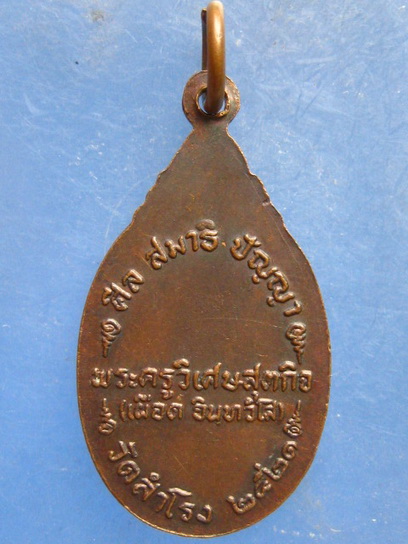 ศีล สมาธิ ปัญญา
พระครูวิเศษสุตกิจ
(เผือด อินฺทวํโส)
วัดสำโรง ๒๕๒๑